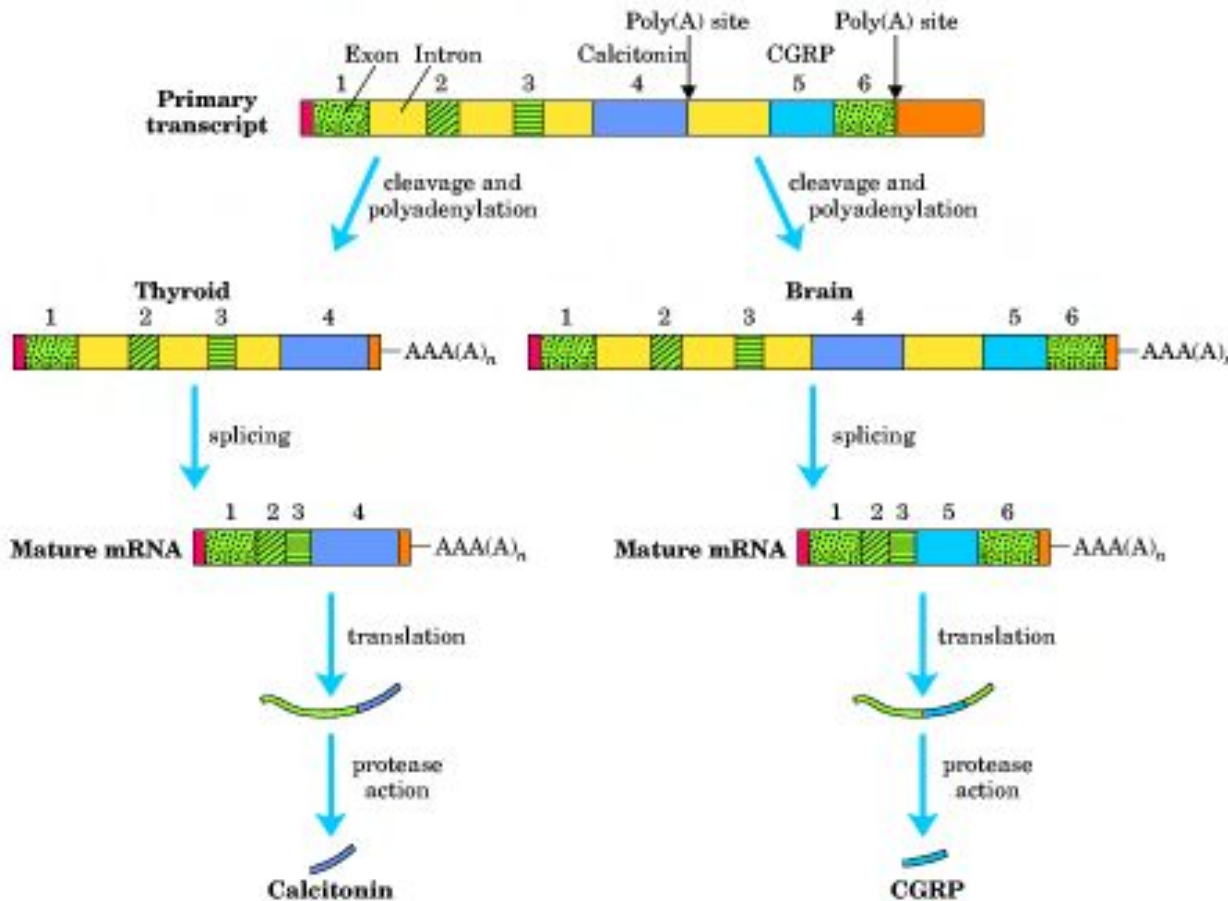 Poly(A) site Poly(A) site
Exon Intron Calcitonin CGRP
1 2 3 4 5 6
Primary
transcript
cleavage and
polyadenylation
cleavage and
polyadenylation
Thyroid
1 2 3 4
AAA(A)n
Brain
1 2 3 4 5 6
AAA(A)
splicing
splicing
1 2 3 4
Mature mRNA
AAA(A)n
1 2 3 5 6
Mature mRNA
AAA(A)n
translation
translation
protease
action
protease
action
Calcitonin
CGRP